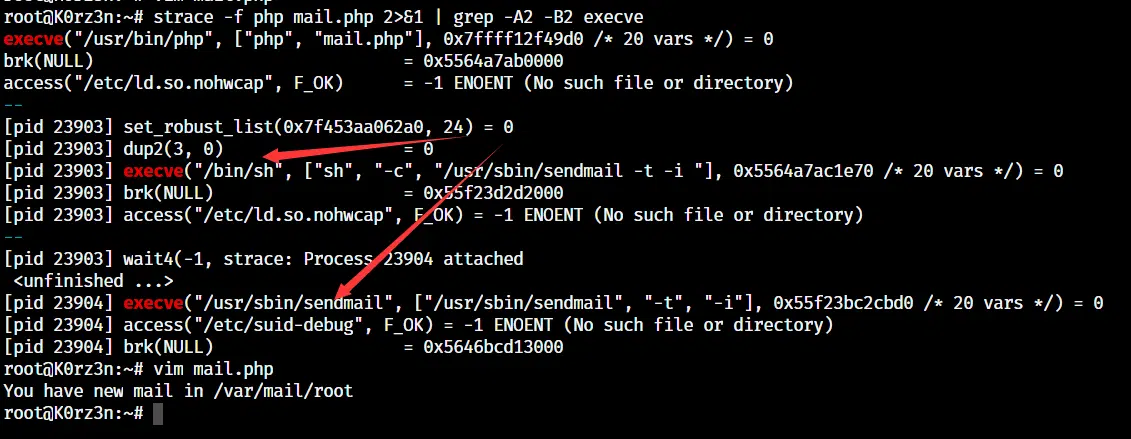 root@K0rz3n:~# strace -f php mail.php 2>&1 | grep -A2 -B2 execve
execve("/usr/bin/php", ["php", "mail.php"], 0x7ffff12f49d0 /* 20 vars */) = 0
brk(NULL) = 0x5564a7ab0000
access("/etc/ld.so.nohwcap", F_OK) = -1 ENOENT (No such file or directory)
--
[pid 23903] set_robust_list(0x7f453aa062a0, 24) = 0
[pid 23903] dup2(3, 0) = 0
[pid 23903] execve("/bin/sh", ["sh", "-c", "/usr/sbin/sendmail -t -i "], 0x5564a7ac1e70 /* 20 vars */) = 0
[pid 23903] brk(NULL) = 0x55f23d2d2000
[pid 23903] access("/etc/ld.so.nohwcap", F_OK) = -1 ENOENT (No such file or directory)
--
[pid 23903] wait4(-1, strace: Process 23904 attached
 <unfinished ...>
[pid 23904] execve("/usr/sbin/sendmail", ["/usr/sbin/sendmail", "-t", "-i"], 0x55f23bc2cbd0 /* 20 vars */) = 0
[pid 23904] access("/etc/suid-debug", F_OK) = -1 ENOENT (No such file or directory)
[pid 23904] brk(NULL) = 0x5646bcd13000
root@K0rz3n:~# vim mail.php
You have new mail in /var/mail/root
root@K0rz3n:~#